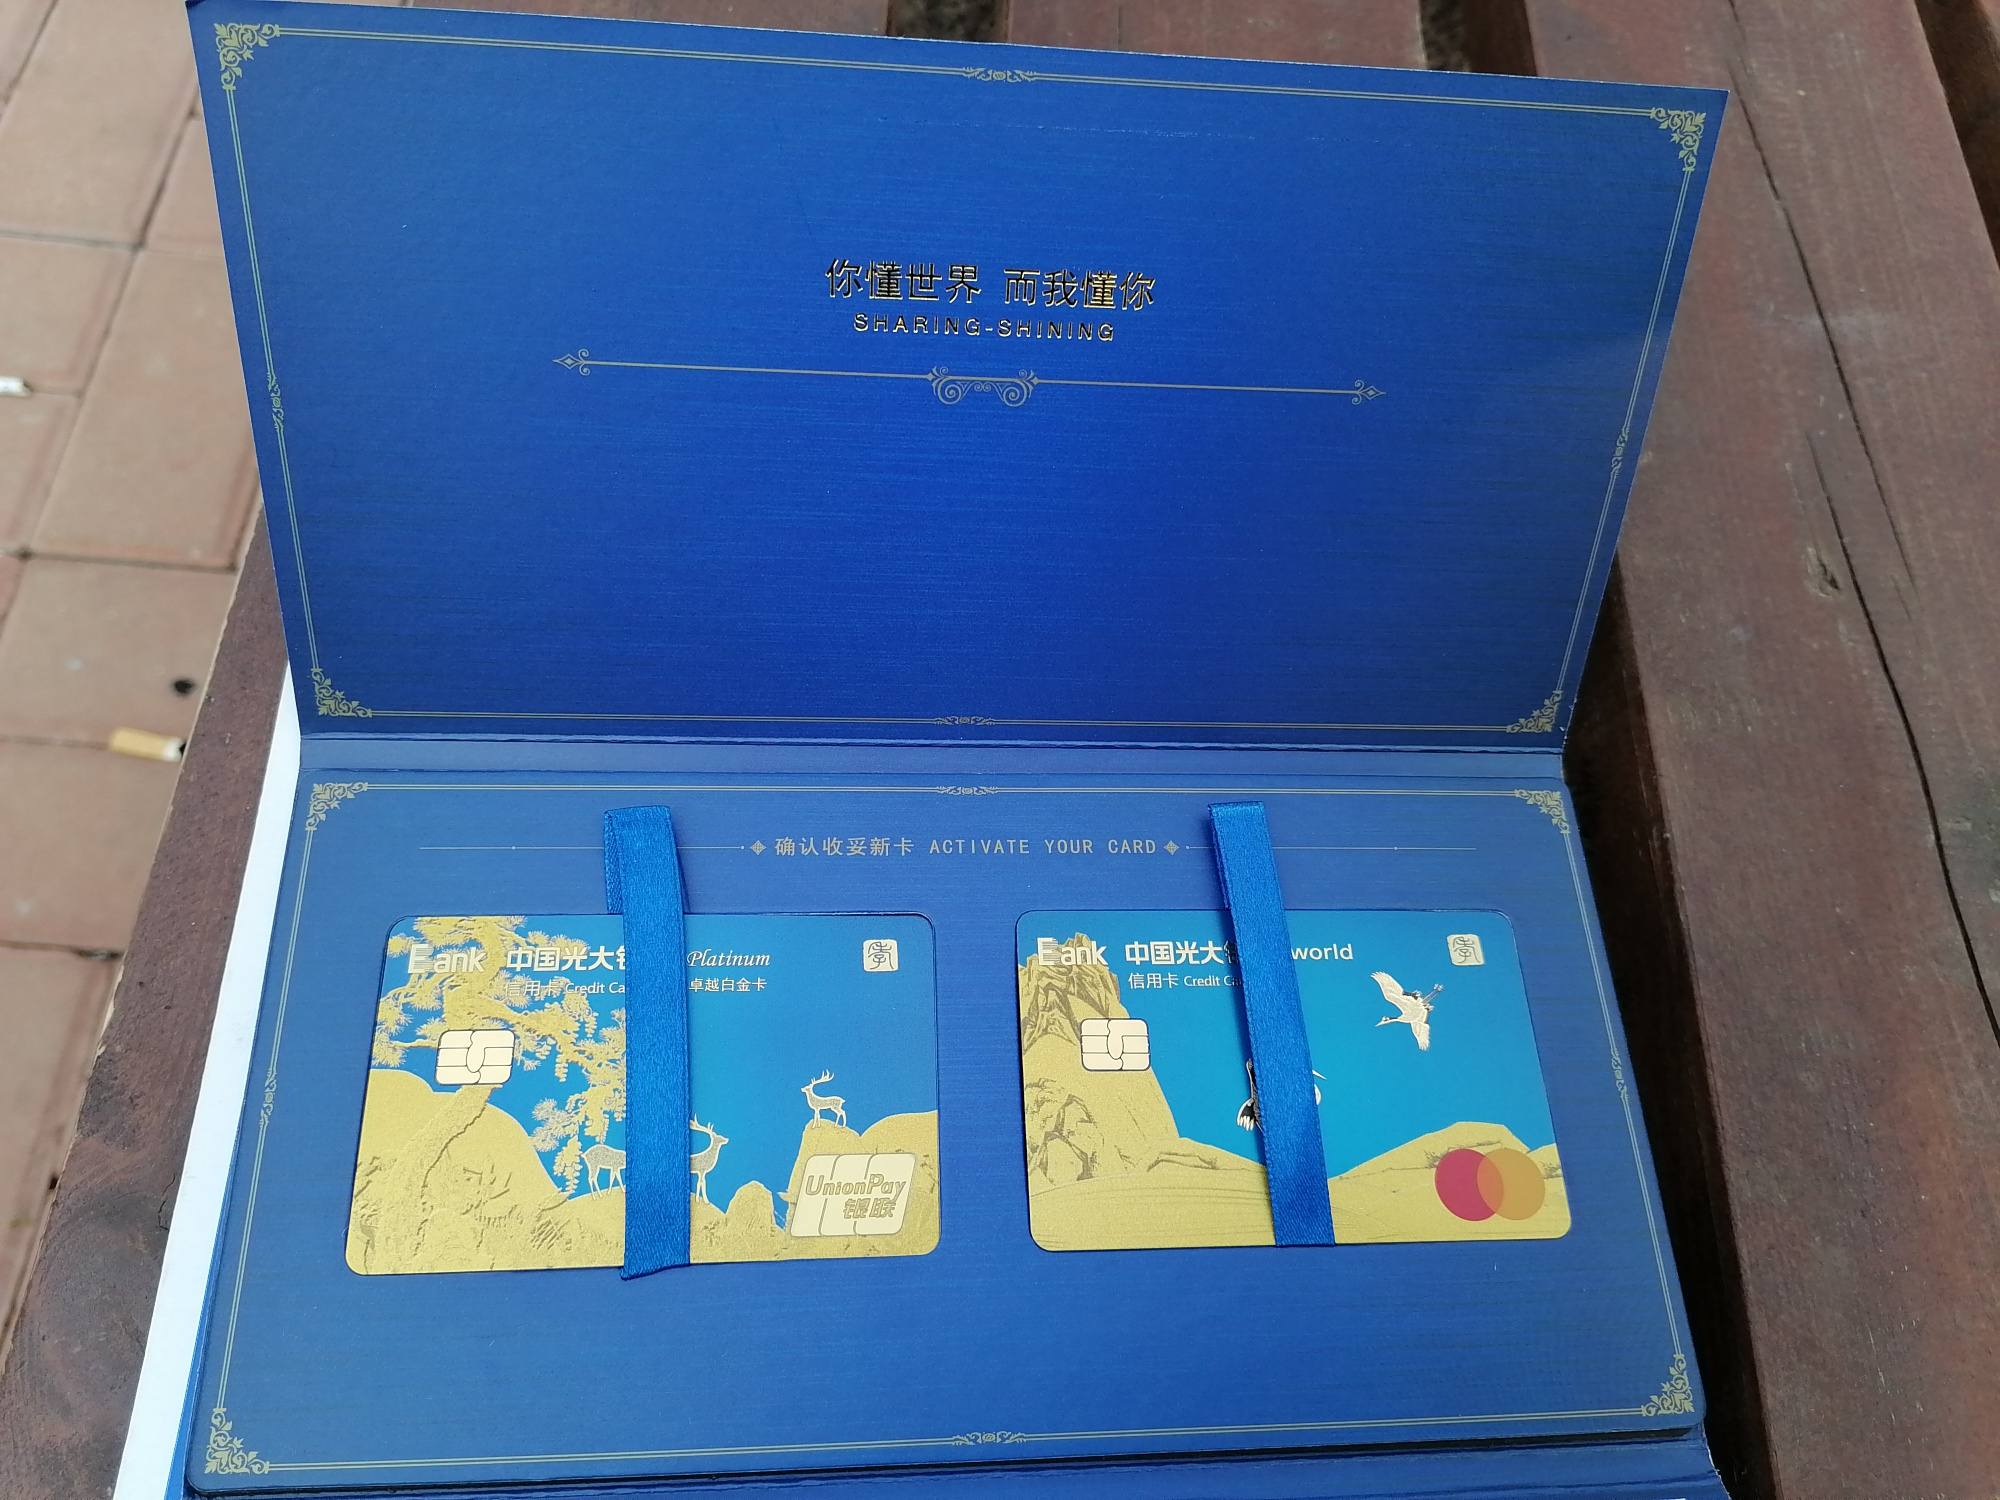 你懂世界 而我懂你
SHARING-SHINING
确认收妥新卡 ACTIVATE YOUR CARD
Bank 中国光大 Platinum
信用卡 Credit 卓越白金卡
李
UnionPay
银联
Bank 中国光大 world
李
信用卡 Credit